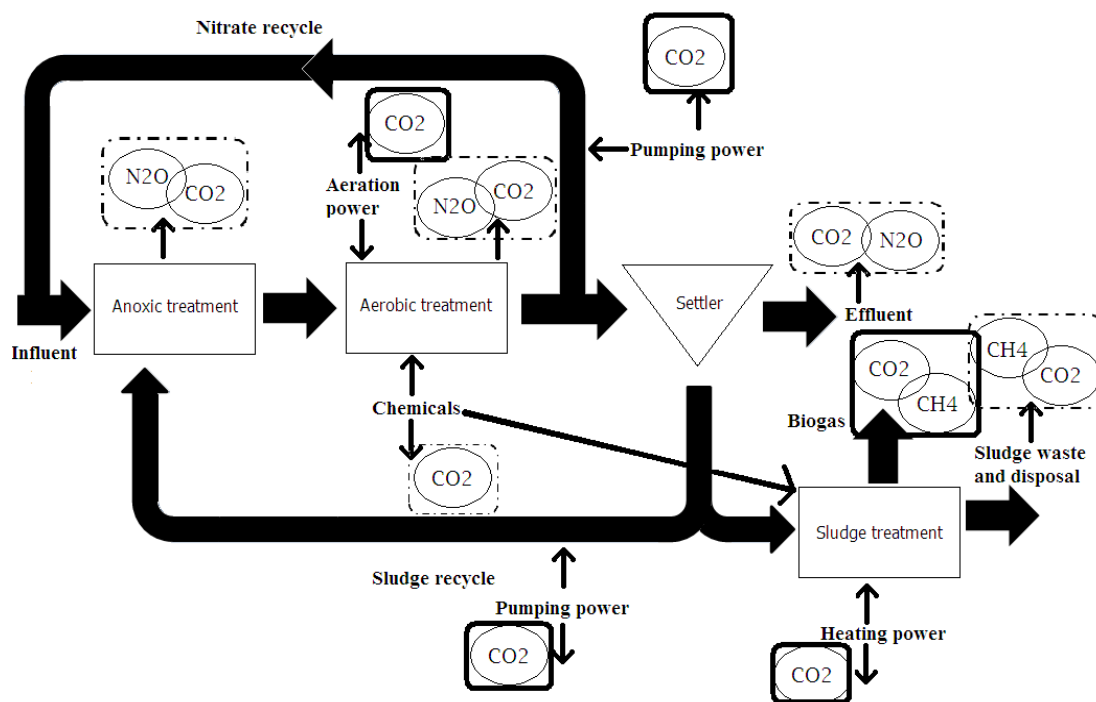 Nitrate recycle
CO2
CO2
Pumping power
N2O
CO2
Aeration
power
CO2
N2O
CO2
N2O
Anoxic treatment
Aerobic treatment
Settler
Effluent
Influent
CH4
CO2
CO2
CH4
Chemicals
Biogas
Sludge waste
and disposal
CO2
Sludge treatment
Sludge recycle
Pumping power
Heating power
CO2
CO2